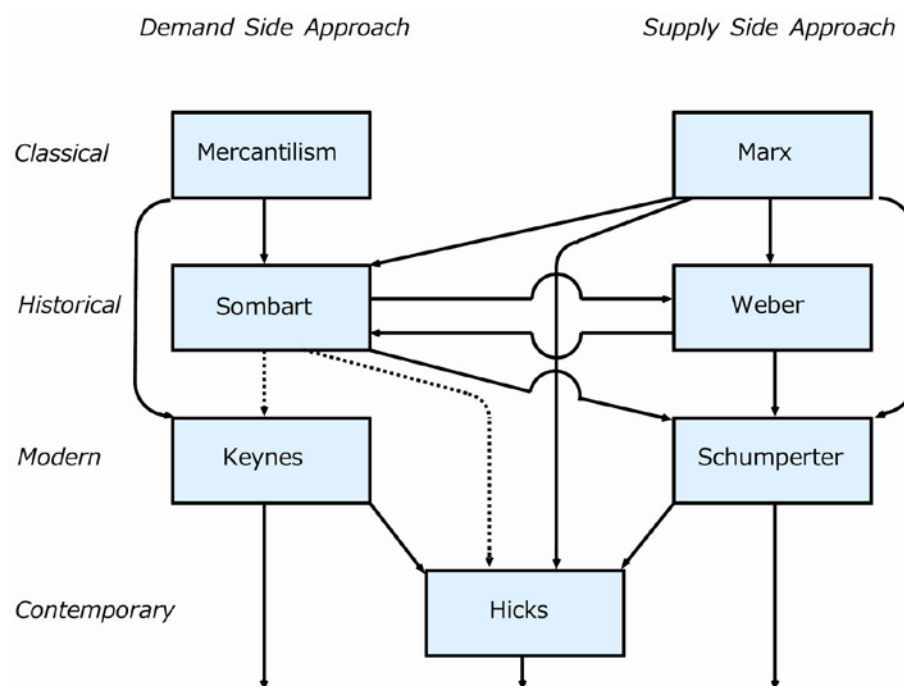 Demand Side Approach
Supply Side Approach
Classical
Mercantilism
Marx
Historical
Sombart
Weber
Modern
Keynes
Schumperter
Contemporary
Hicks